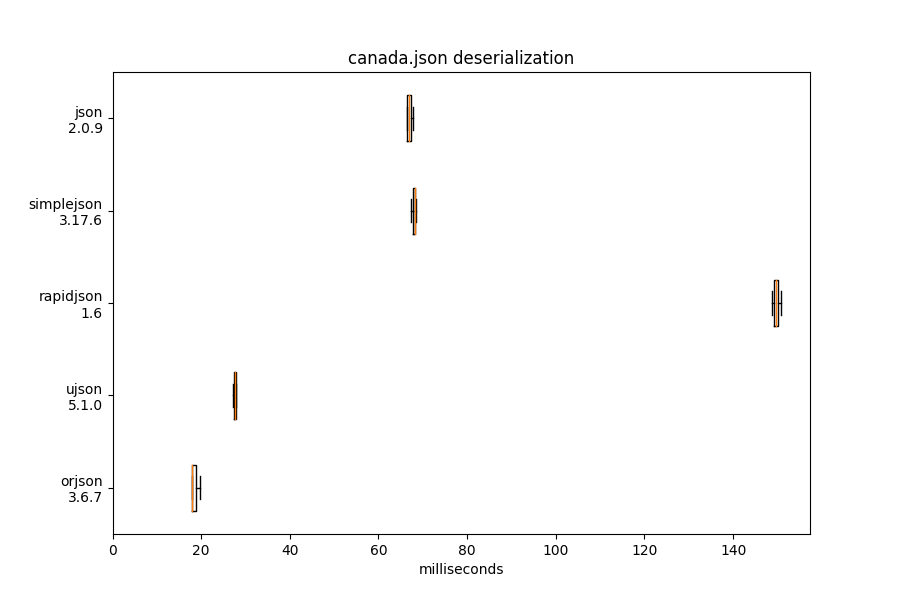 canada.json deserialization
json
2.0.9
simplejson
3.17.6
rapidjson
1.6
ujson
5.1.0
orjson
3.6.7
0 20 40 60 80 100 120 140
milliseconds